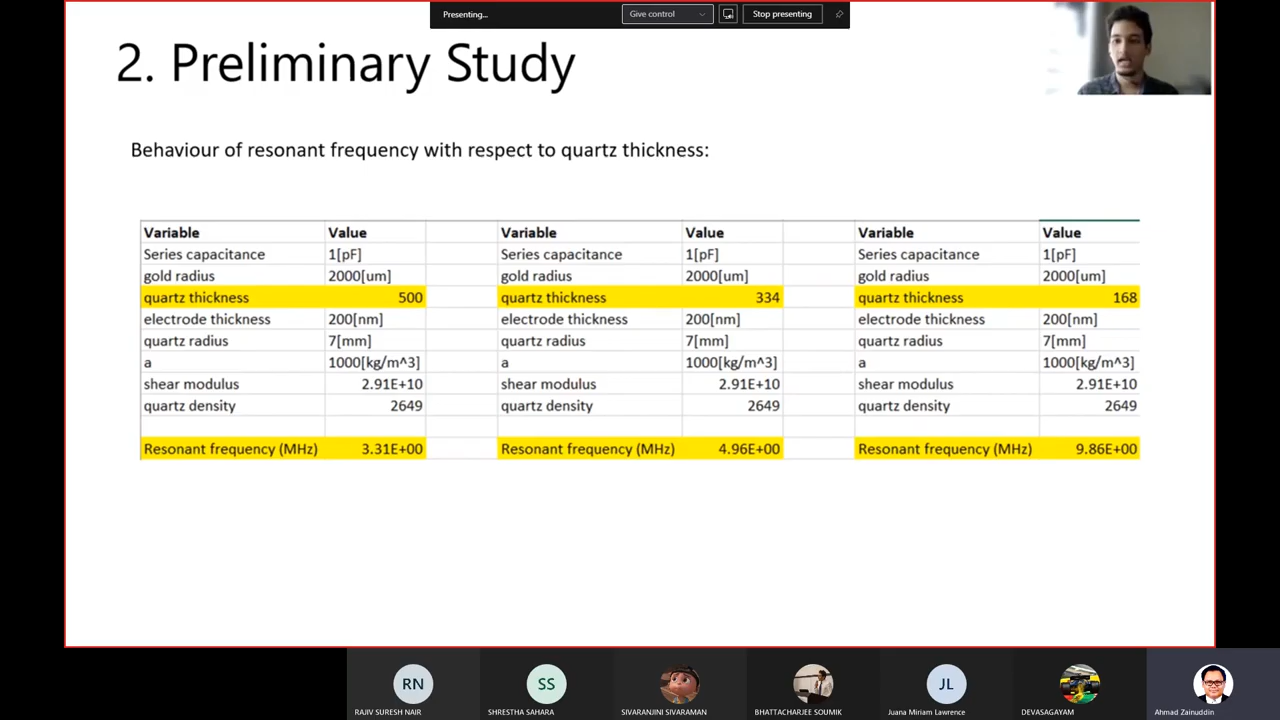 Presenting...
Give control
Stop presenting
2. Preliminary Study
Behaviour of resonant frequency with respect to quartz thickness:
Variable Value Variable Value Variable Value
Series capacitance 1[pF] Series capacitance 1[pF] Series capacitance 1[pF]
gold radius 2000[um] gold radius 2000[um] gold radius 2000[um]
quartz thickness 500 quartz thickness 334 quartz thickness 168
electrode thickness 200[nm] electrode thickness 200[nm] electrode thickness 200[nm]
quartz radius 7[mm] quartz radius 7[mm] quartz radius 7[mm]
a 1000[kg/m^3] a 1000[kg/m^3] a 1000[kg/m^3]
shear modulus 2.91E+10 shear modulus 2.91E+10 shear modulus 2.91E+10
quartz density 2649 quartz density 2649 quartz density 2649
Resonant frequency (MHz) 3.31E+00 Resonant frequency (MHz) 4.96E+00 Resonant frequency (MHz) 9.86E+00
RN SS JL
RAJIV SURESH NAIR SHRESTHA SAHARA SIVARANJINI SIVARAMAN BHATTACHARJEE SOUMIK Juana Miriam Lawrence DEVASAGAYAM Ahmad Zainuddin